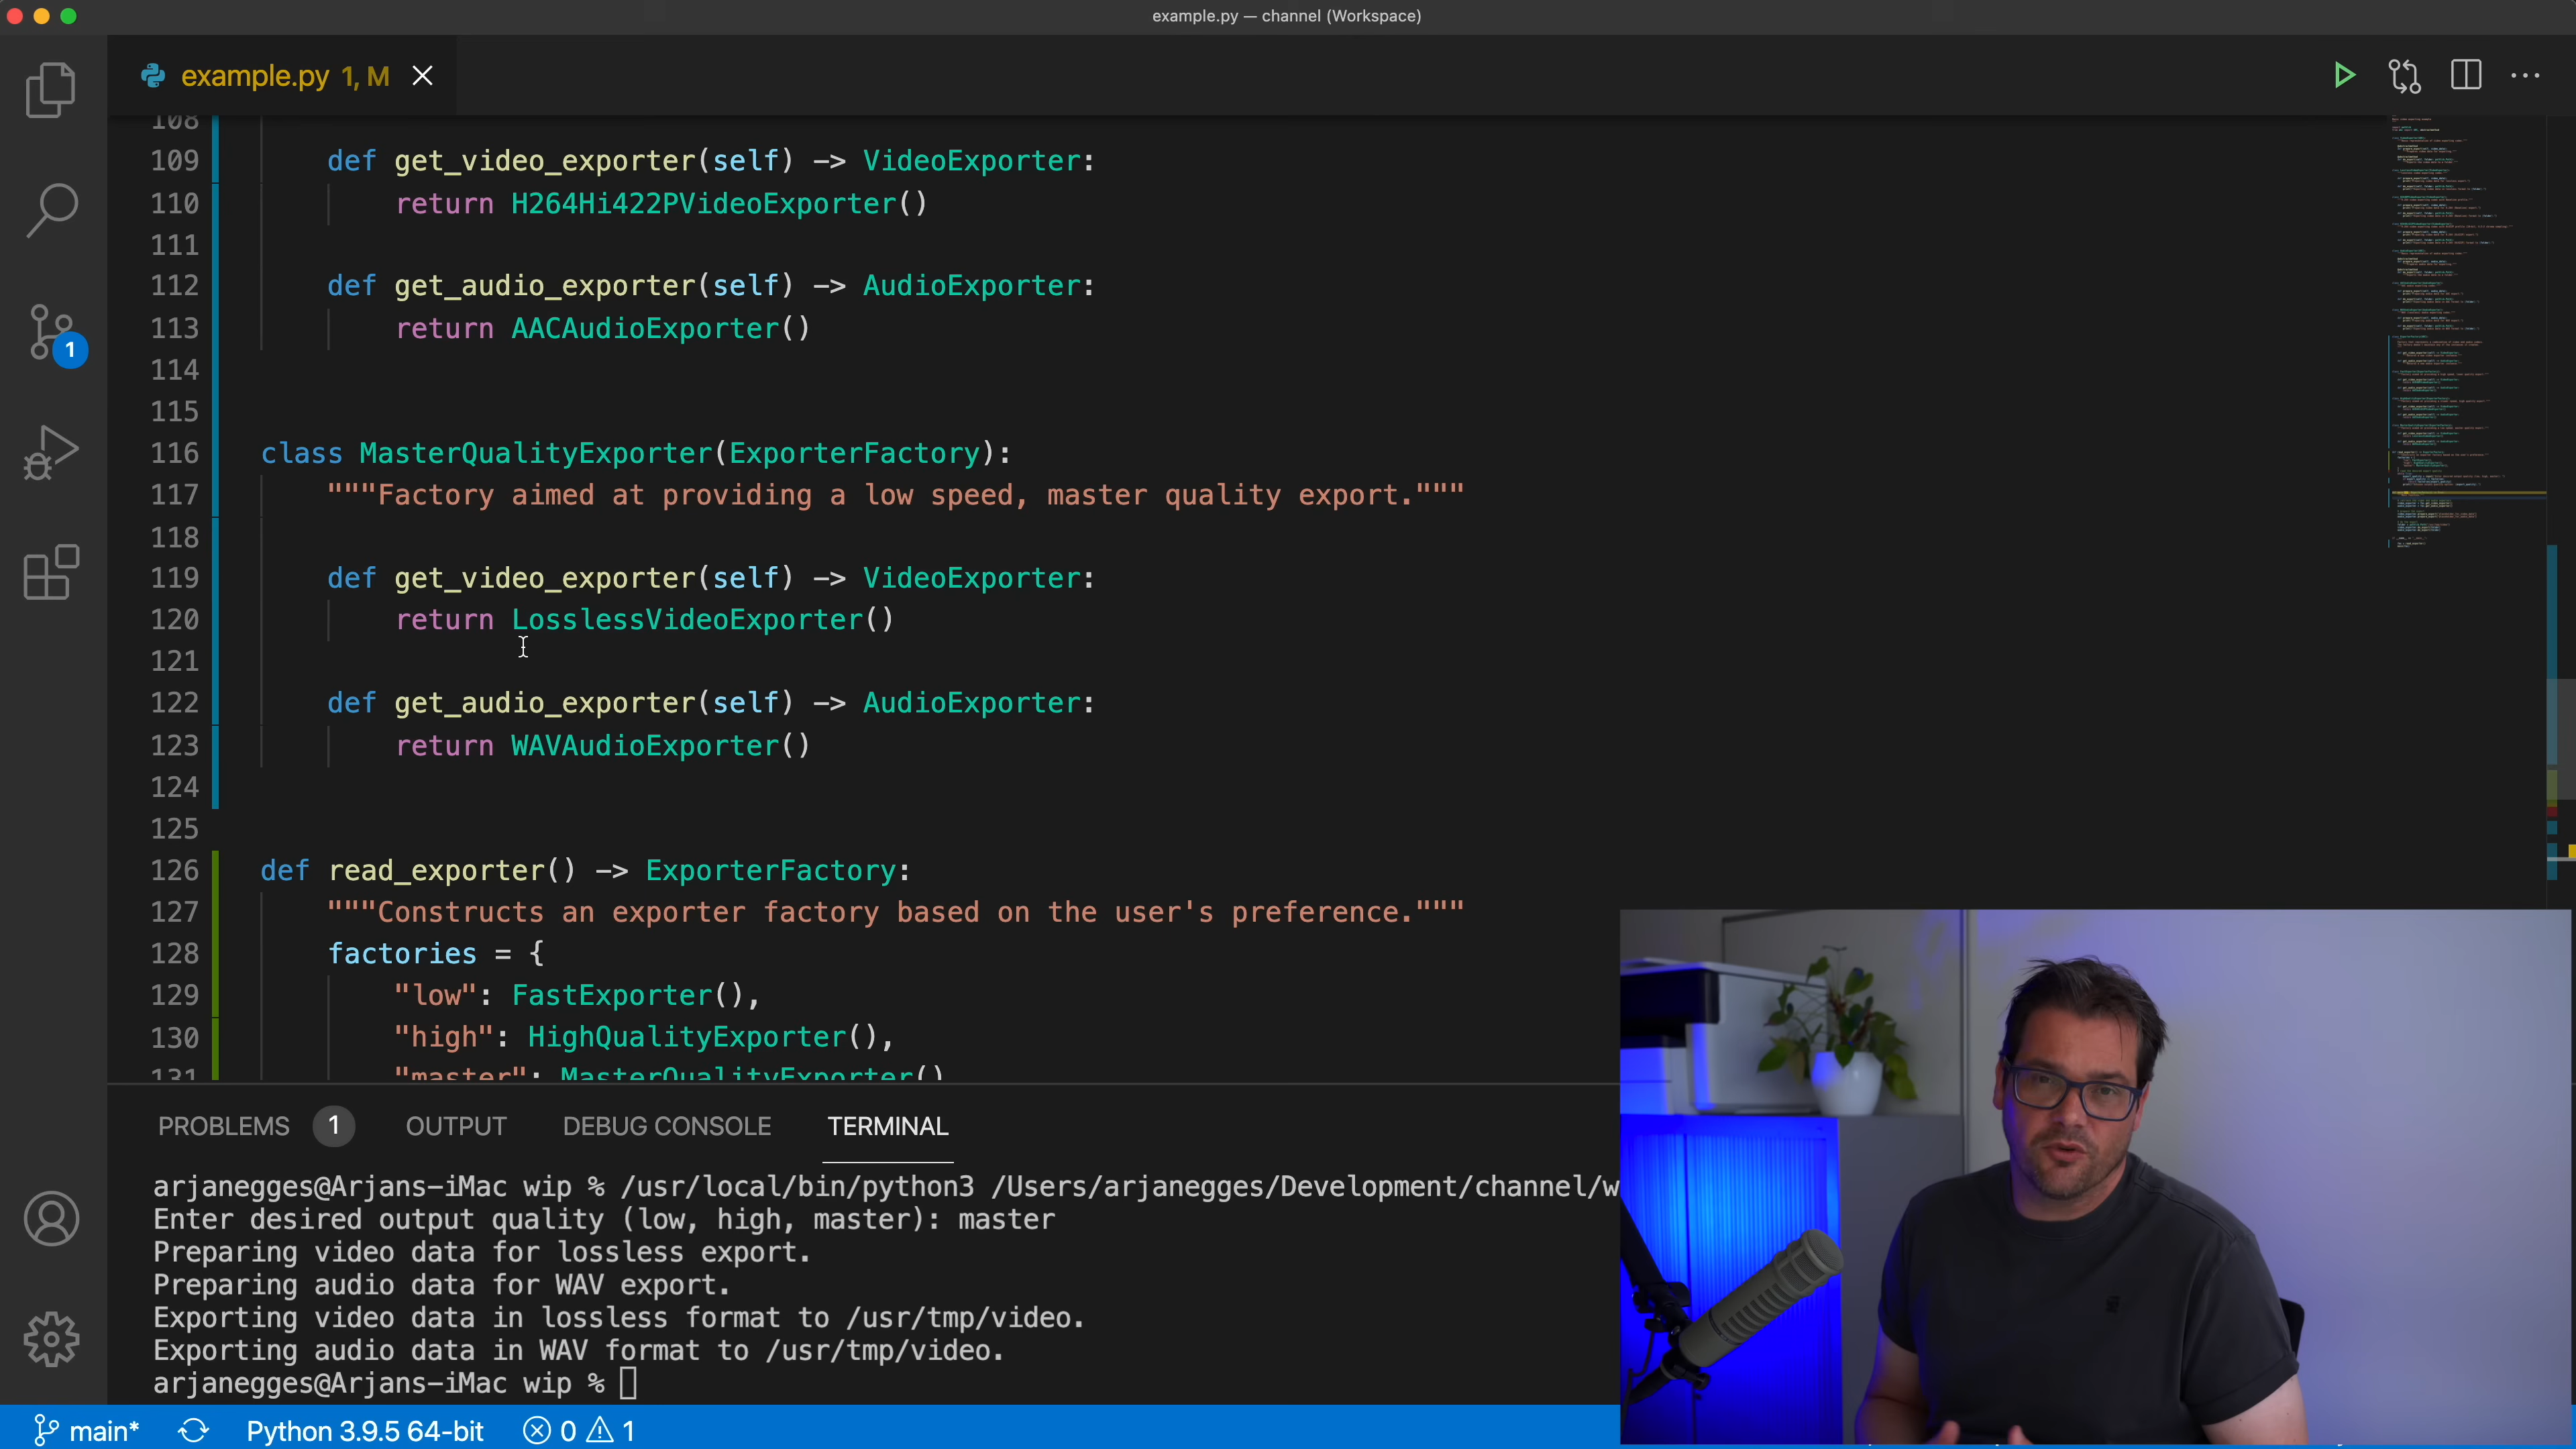 example.py — channel (Workspace)
example.py 1, M
108
109 def get_video_exporter(self) -> VideoExporter:
110 return H264Hi422PVideoExporter()
111
112 def get_audio_exporter(self) -> AudioExporter:
113 return AACAudioExporter()
114
115
116 class MasterQualityExporter(ExporterFactory):
117 """Factory aimed at providing a low speed, master quality export."""
118
119 def get_video_exporter(self) -> VideoExporter:
120 return LosslessVideoExporter()
121
122 def get_audio_exporter(self) -> AudioExporter:
123 return WAVAudioExporter()
124
125
126 def read_exporter() -> ExporterFactory:
127 """Constructs an exporter factory based on the user's preference."""
128 factories = {
129 "low": FastExporter(),
130 "high": HighQualityExporter(),
131 "master": MasterQualityExporter()
1
PROBLEMS 1 OUTPUT DEBUG CONSOLE TERMINAL
arjanegges@Arjans-iMac wip % /usr/local/bin/python3 /Users/arjanegges/Development/channel/w
Enter desired output quality (low, high, master): master
Preparing video data for lossless export.
Preparing audio data for WAV export.
Exporting video data in lossless format to /usr/tmp/video.
Exporting audio data in WAV format to /usr/tmp/video.
arjanegges@Arjans-iMac wip %
main* Python 3.9.5 64-bit 0 1